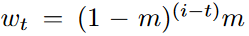 w_t = (1 − m)^{(i−t)} m